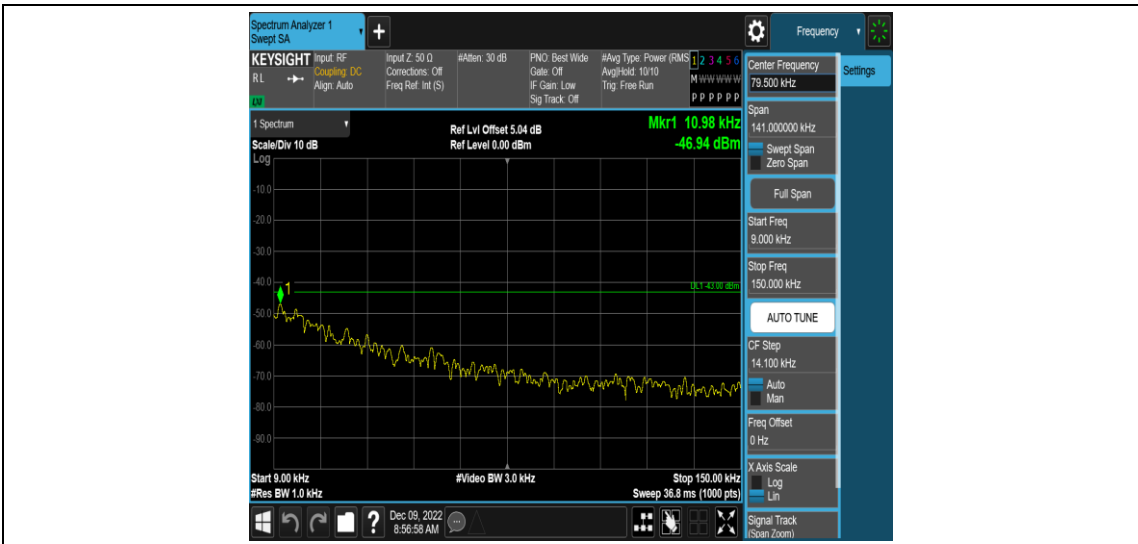 Spectrum Analyzer 1
Swept SA
Frequency
KEYSIGHT
RL
LXI
Input: RF
Coupling: DC
Align: Auto
Input Z: 50 Ω
Corrections: Off
Freq Ref: Int (S)
#Atten: 30 dB
PNO: Best Wide
Gate: Off
IF Gain: Low
Sig Track: Off
#Avg Type: Power (RMS
Avg|Hold: 10/10
Trig: Free Run
1 2 3 4 5 6
M W W W W W
P P P P P P
1 Spectrum
Scale/Div 10 dB
Log
Ref Lvl Offset 5.04 dB
Ref Level 0.00 dBm
Mkr1 10.98 kHz
-46.94 dBm
-10.0
-20.0
-30.0
-40.0
-50.0
-60.0
-70.0
-80.0
-90.0
1
DL1 -43.00 dBm
Start 9.00 kHz
#Res BW 1.0 kHz
#Video BW 3.0 kHz
Stop 150.00 kHz
Sweep 36.8 ms (1000 pts)
Dec 09, 2022
8:56:58 AM
Center Frequency
79.500 kHz
Settings
Span
141.000000 kHz
Swept Span
Zero Span
Full Span
Start Freq
9.000 kHz
Stop Freq
150.000 kHz
AUTO TUNE
CF Step
14.100 kHz
Auto
Man
Freq Offset
0 Hz
X Axis Scale
Log
Lin
Signal Track
(Span Zoom)